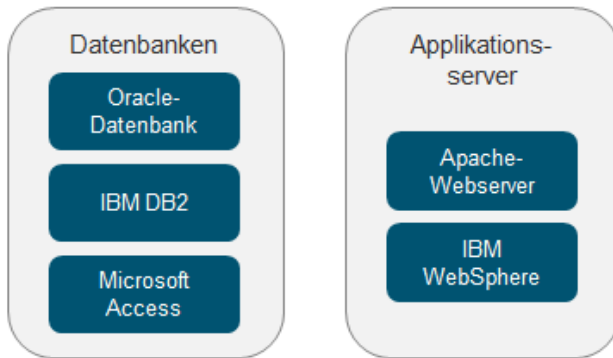 Datenbanken
Oracle-
Datenbank
IBM DB2
Microsoft
Access
Applikations-
server
Apache-
Webserver
IBM
WebSphere